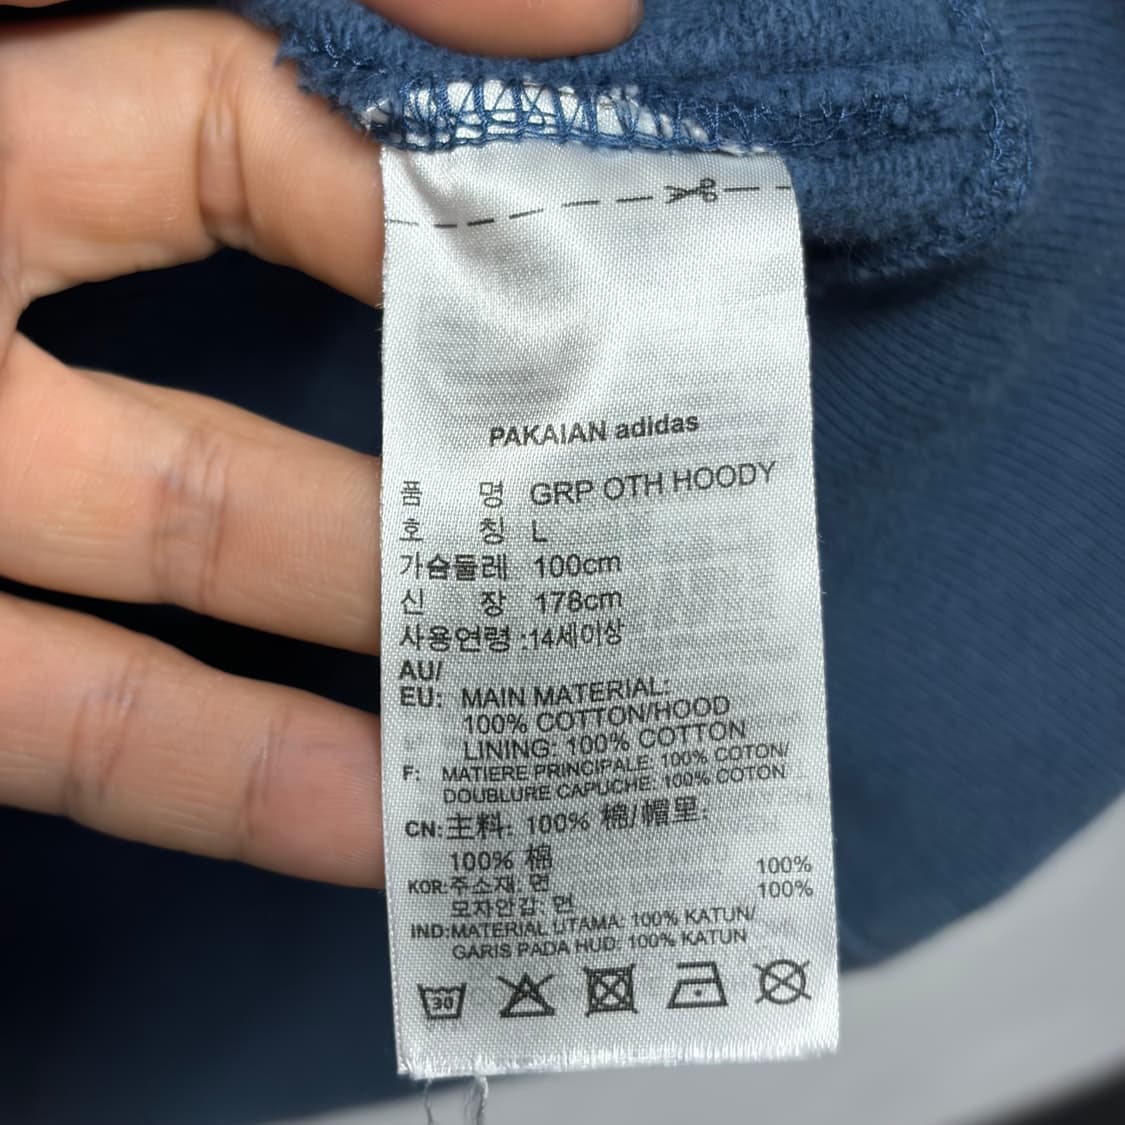 PAKAIAN adidas
품 명 GRP OTH HOODY
호 칭 L
가슴둘레 100cm
신 장 178cm
사용연령 :14세이상
AU/
EU: MAIN MATERIAL:
100% COTTON/HOOD
LINING: 100% COTTON
F: MATIERE PRINCIPALE: 100% COTON/
DOUBLURE CAPUCHE: 100% COTON
CN: 主料: 100% 棉/帽里:
100% 棉
KOR:주소재: 면 100%
모자안감: 면 100%
IND:MATERIAL UTAMA: 100% KATUN/
GARIS PADA HUD: 100% KATUN
30